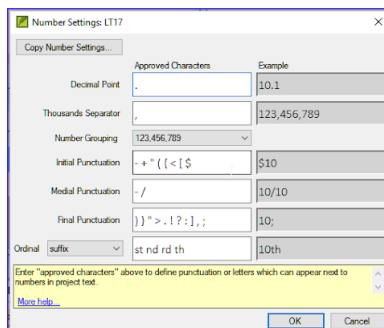 Number Settings: LT17
Copy Number Settings...
Approved Characters Example
Decimal Point . 10.1
Thousands Separator , 123,456,789
Number Grouping 123,456,789
Initial Punctuation -+"({<[$ $10
Medial Punctuation -/ 10/10
Final Punctuation )}">.!?:],; 10;
Ordinal suffix st nd rd th 10th
Enter "approved characters" above to define punctuation or letters which can appear next to
numbers in project text.
More help...
OK Cancel